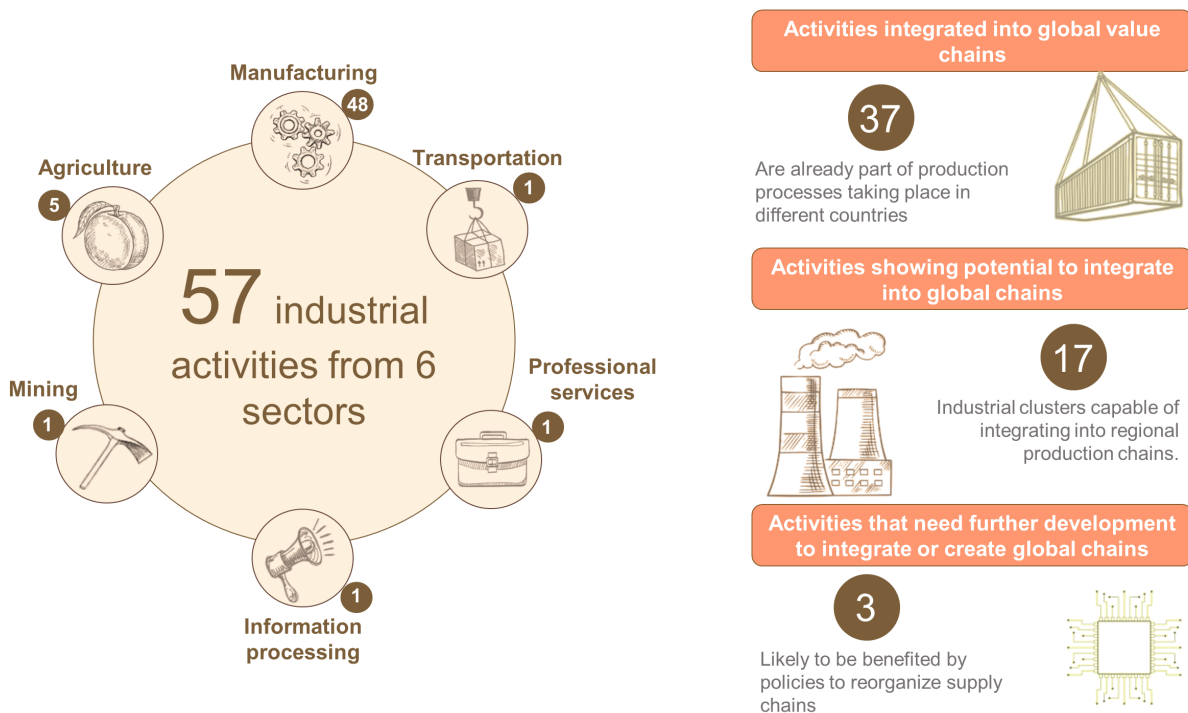 Manufacturing
48
Agriculture
5
Transportation
1
57 industrial
activities from 6
sectors
Mining
1
Professional
services
1
1
Information
processing
Activities integrated into global value
chains
37
Are already part of production
processes taking place in
different countries
Activities showing potential to integrate
into global chains
17
Industrial clusters capable of
integrating into regional
production chains.
Activities that need further development
to integrate or create global chains
3
Likely to be benefited by
policies to reorganize supply
chains